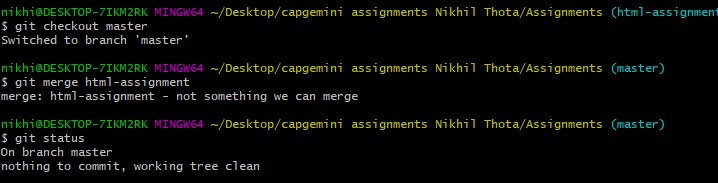 nikhi@DESKTOP-7IKM2RK MINGW64 ~/Desktop/capgemini assignments Nikhil Thota/Assignments (html-assignment
$ git checkout master
Switched to branch 'master'
nikhi@DESKTOP-7IKM2RK MINGW64 ~/Desktop/capgemini assignments Nikhil Thota/Assignments (master)
$ git merge html-assignment
merge: html-assignment - not something we can merge
nikhi@DESKTOP-7IKM2RK MINGW64 ~/Desktop/capgemini assignments Nikhil Thota/Assignments (master)
$ git status
On branch master
nothing to commit, working tree clean